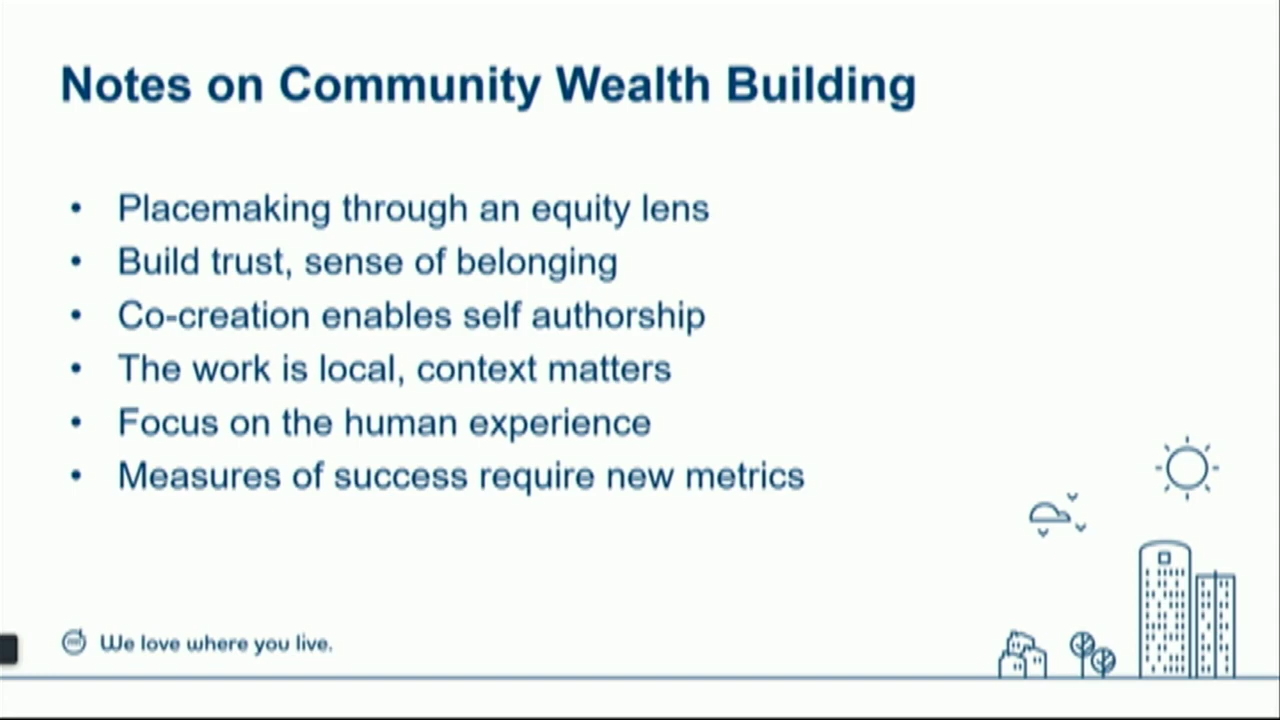 Notes on Community Wealth Building
• Placemaking through an equity lens
• Build trust, sense of belonging
• Co-creation enables self authorship
• The work is local, context matters
• Focus on the human experience
• Measures of success require new metrics
We love where you live.